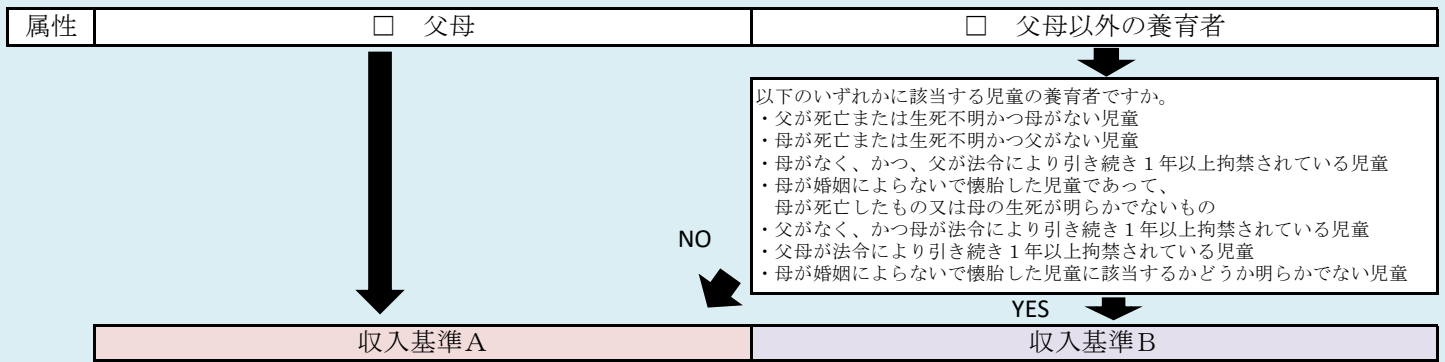 属性
□ 父母
□ 父母以外の養育者
以下のいずれかに該当する児童の養育者ですか。
・父が死亡または生死不明かつ母がない児童
・母が死亡または生死不明かつ父がない児童
・母がなく、かつ、父が法令により引き続き１年以上拘禁されている児童
・母が婚姻によらないで懐胎した児童であって、
母が死亡したもの又は母の生死が明らかでないもの
・父がなく、かつ母が法令により引き続き１年以上拘禁されている児童
・父母が法令により引き続き１年以上拘禁されている児童
・母が婚姻によらないで懐胎した児童に該当するかどうか明らかでない児童
NO
YES
収入基準Ａ
収入基準Ｂ